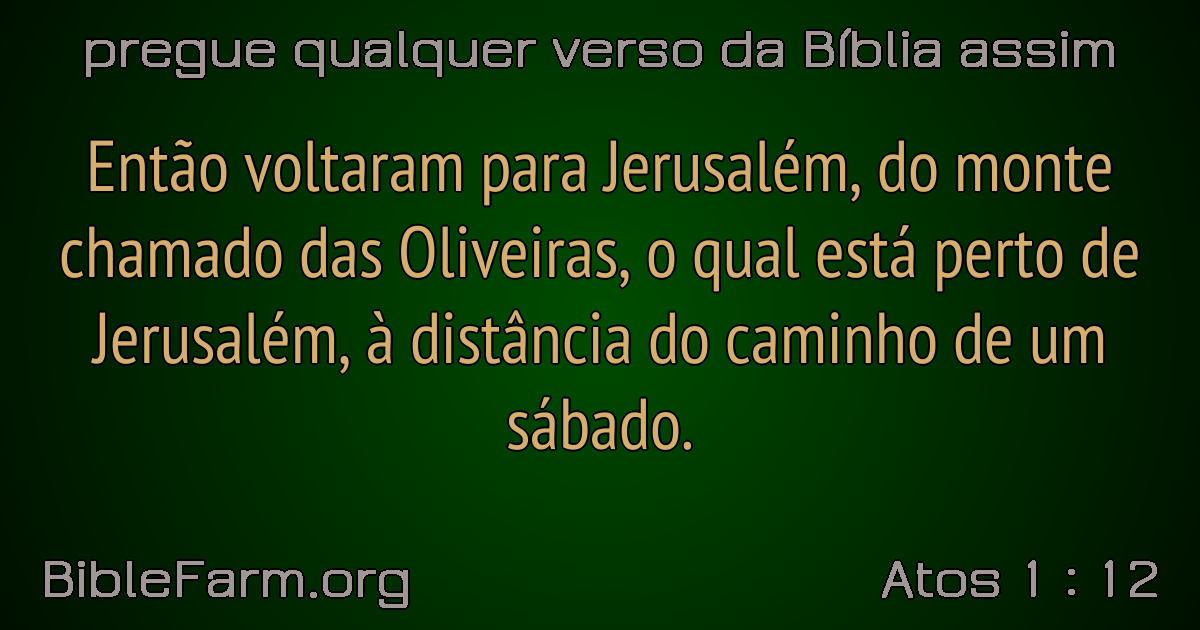 pregue qualquer verso da Bíblia assim
Então voltaram para Jerusalém, do monte
chamado das Oliveiras, o qual está perto de
Jerusalém, à distância do caminho de um
sábado.
BibleFarm.org
Atos 1 : 12